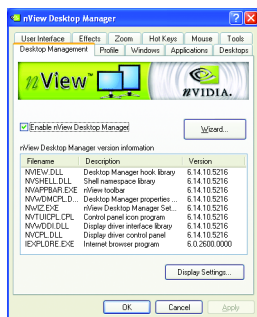 nView Desktop Manager
User Interface Effects Zoom Hot Keys Mouse Tools
Desktop Management Profile Windows Applications Desktops
nView™ NVIDIA.
Enable nView Desktop Manager
Wizard...
nView Desktop Manager version information
Filename Description Version
NVIEW.DLL Desktop Manager hook library 6.14.10.5216
NVSHELL.DLL Shell namespace library 6.14.10.5216
NVAPPBAR.EXE nView toolbar 6.14.10.5216
NVWDMCPL.D... Desktop Manager properties ... 6.14.10.5216
NWIZ.EXE nView Desktop Manager Set... 6.14.10.5216
NVTUICPL.CPL Control panel icon program 6.14.10.5216
NVWDDI.DLL Display driver interface library 6.14.10.5216
NVCPL.DLL Display driver control panel 6.14.10.5216
IEXPLORE.EXE Internet browser program 6.0.2600.0000
Display Settings...
OK Cancel Apply